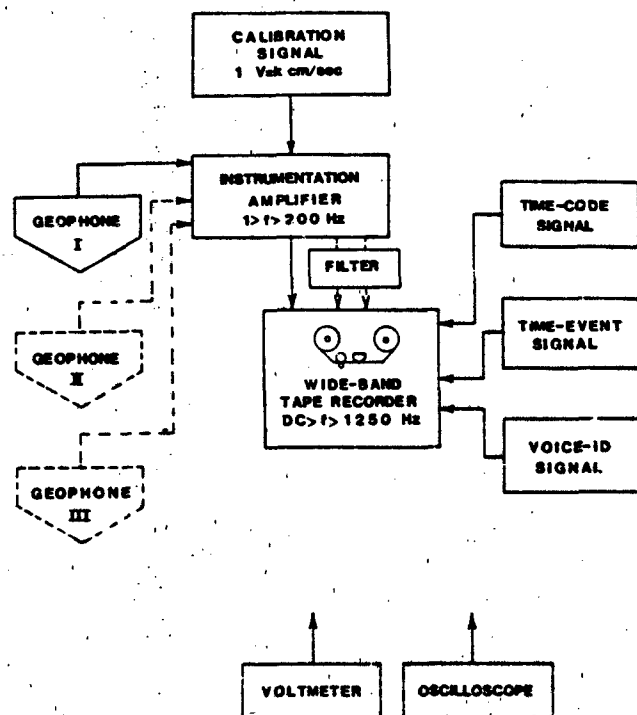 CALIBRATION
SIGNAL
1 V=k cm/sec
INSTRUMENTATION
AMPLIFIER
1> f > 200 Hz
GEOPHONE
I
FILTER
TIME-CODE
SIGNAL
GEOPHONE
II
WIDE-BAND
TAPE RECORDER
DC> f> 1250 Hz
TIME-EVENT
SIGNAL
GEOPHONE
III
VOICE-ID
SIGNAL
VOLTMETER
OSCILLOSCOPE